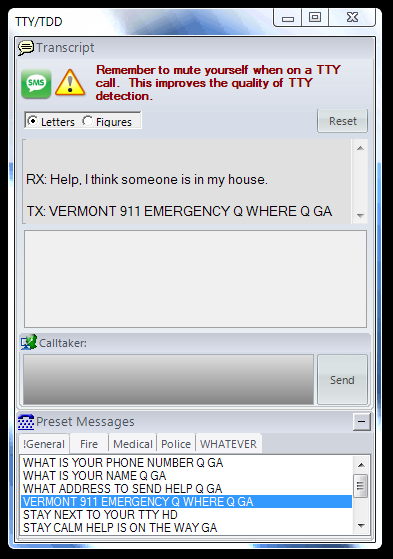 TTY/TDD
Transcript
SMS
Remember to mute yourself when on a TTY
call. This improves the quality of TTY
detection.
Letters Figures
Reset
RX: Help, I think someone is in my house.
TX: VERMONT 911 EMERGENCY Q WHERE Q GA
Calltaker:
Send
Preset Messages
!General Fire Medical Police WHATEVER
WHAT IS YOUR PHONE NUMBER Q GA
WHAT IS YOUR NAME Q GA
WHAT ADDRESS TO SEND HELP Q GA
VERMONT 911 EMERGENCY Q WHERE Q GA
STAY NEXT TO YOUR TTY HD
STAY CALM HELP IS ON THE WAY GA